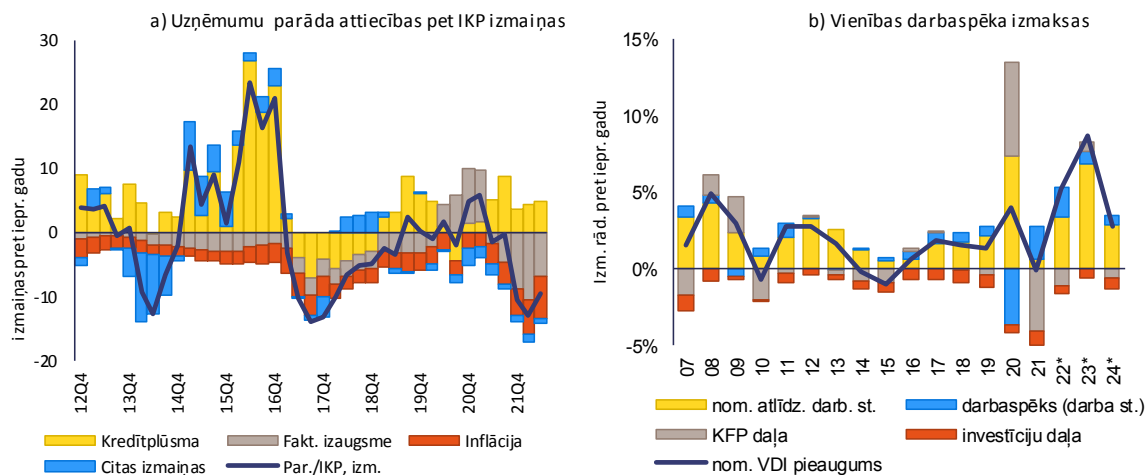 a) Uzņēmumu parāda attiecības pet IKP izmaiņas
izmaiņas pret iepr. gadu
30
20
10
0
-10
-20
12Q4 13Q4 14Q4 15Q4 16Q4 17Q4 18Q4 19Q4 20Q4 21Q4
Kredītplūsma Fakt. izaugsme Inflācija
Citas izmaiņas Par./IKP, izm.
b) Vienības darbaspēka izmaksas
Izm. rād. pret iepr. gadu
15%
10%
5%
0%
-5%
07 08 09 10 11 12 13 14 15 16 17 18 19 20 21 22* 23* 24*
nom. atlīdz. darb. st. darbaspēks (darba st.)
KFP daļa investīciju daļa
nom. VDI pieaugums